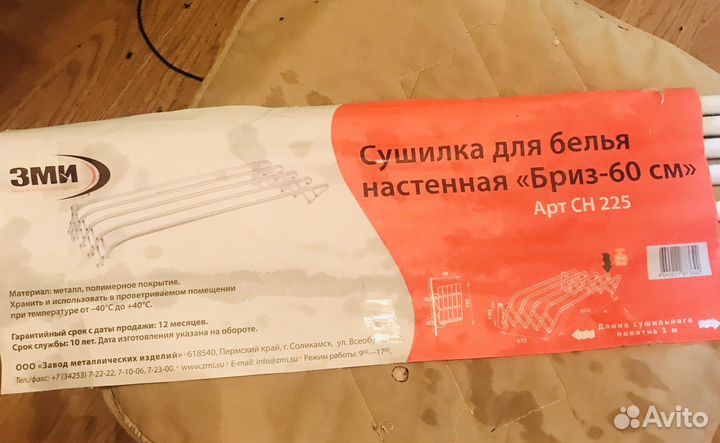 ЗМИ
Сушилка для белья
настенная «Бриз-60 см»
Арт СН 225
Материал: металл, полимерное покрытие.
Хранить и использовать в проветриваемом помещении
при температуре от –40°С до +40°С.
Гарантийный срок с даты продажи: 12 месяцев.
Срок службы: 10 лет. Дата изготовления указана на обороте.
ООО «Завод металлических изделий» 618540, Пермский край, г. Соликамск, ул.
Тел./факс: +7 (34253) 7-22-22, 7-10-06, 7-23-00. • www.zmi.su • E-mail: info@zmi.su • Режим работы: 9⁰⁰—17⁰⁰.
Длина сушильного
полотна 3 м
Avito